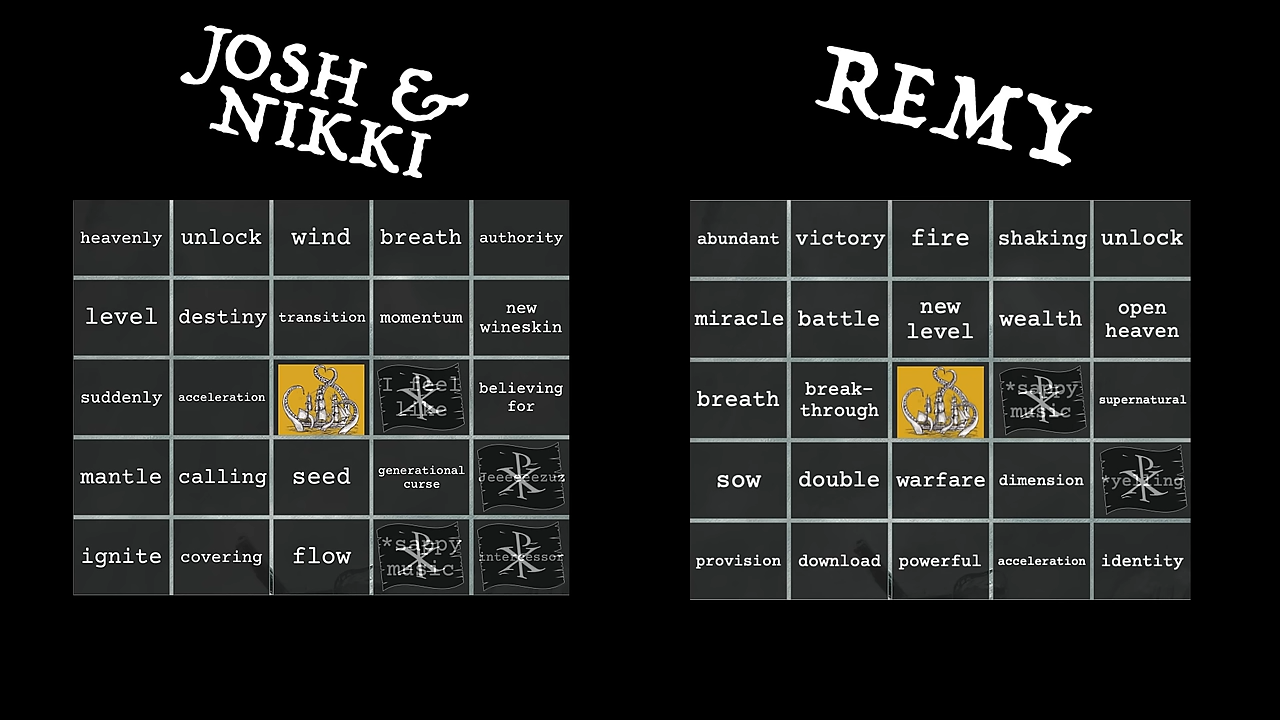 JOSH &
NIKKI
REMY
heavenly unlock wind breath authority
level destiny transition momentum new
wineskin
suddenly acceleration I feel
like believing
for
mantle calling seed generational
curse Jeeeeeezuz
ignite covering flow *sappy
music intercessor
abundant victory fire shaking unlock
miracle battle new
level wealth open
heaven
breath break-
through *sappy
music supernatural
sow double warfare dimension *yelling
provision download powerful acceleration identity